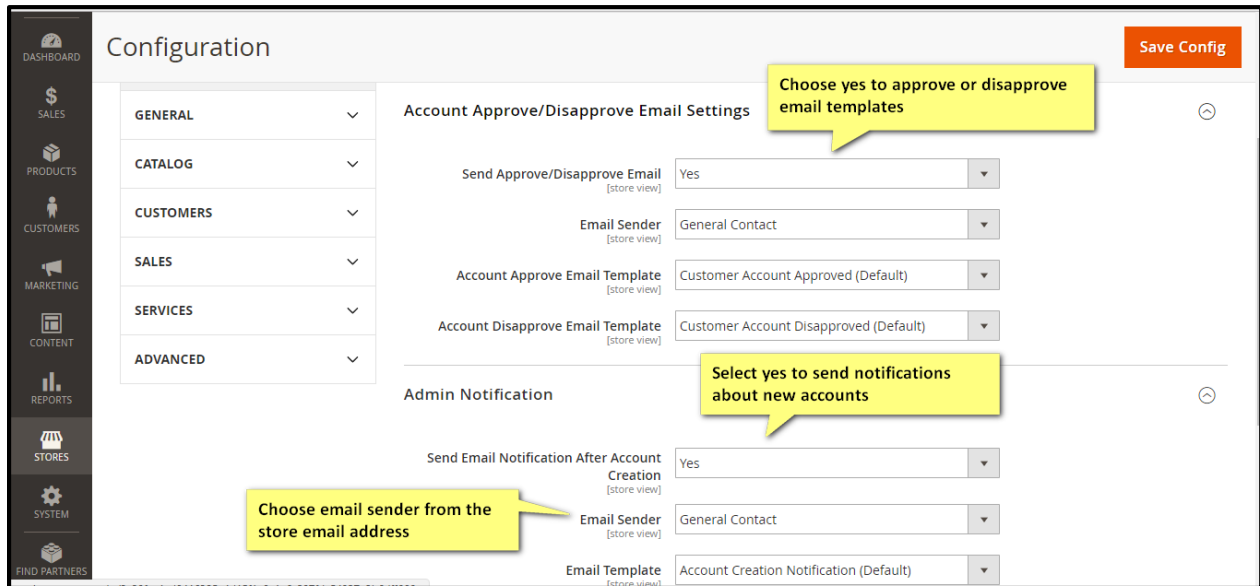 Configuration
Save Config
DASHBOARD
$
SALES
PRODUCTS
CUSTOMERS
MARKETING
CONTENT
REPORTS
STORES
SYSTEM
FIND PARTNERS
GENERAL
CATALOG
CUSTOMERS
SALES
SERVICES
ADVANCED
Choose yes to approve or disapprove
email templates
Account Approve/Disapprove Email Settings
Send Approve/Disapprove Email
[store view]
Yes
Email Sender
[store view]
General Contact
Account Approve Email Template
[store view]
Customer Account Approved (Default)
Account Disapprove Email Template
[store view]
Customer Account Disapproved (Default)
Select yes to send notifications
about new accounts
Admin Notification
Send Email Notification After Account
Creation
[store view]
Yes
Choose email sender from the
store email address
Email Sender
[store view]
General Contact
Email Template
[store view]
Account Creation Notification (Default)